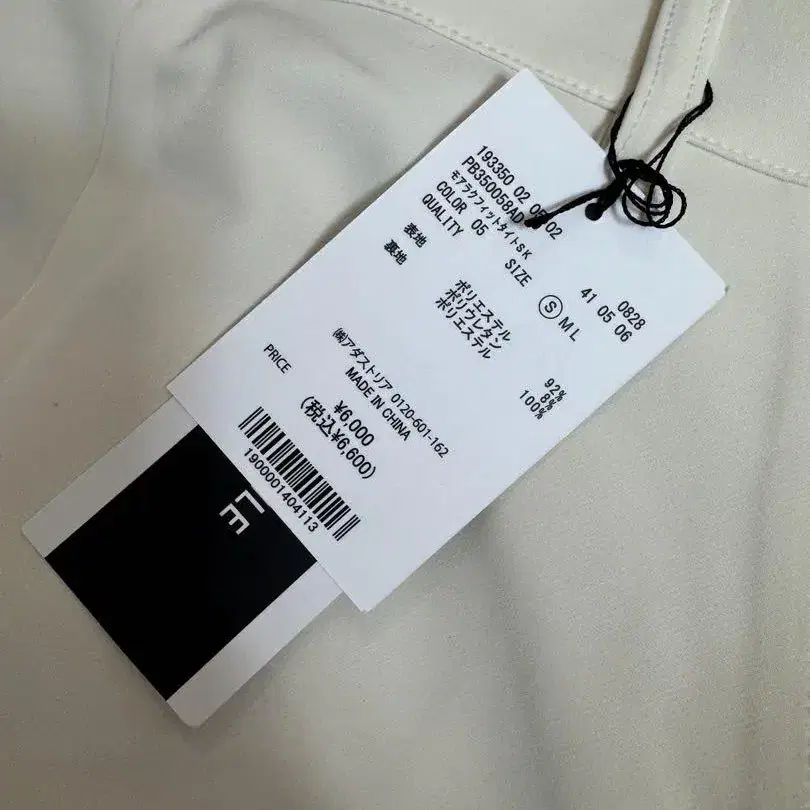 193350 02 05 02
PB350058AD
モアラクフィットタイトSK
COLOR 05 SIZE Ⓢ M L 41 05 06 0828
QUALITY
表地 ポリエステル 92%
ポリウレタン 8%
裏地 ポリエステル 100%
㈱アダストリア 0120-601-162
MADE IN CHINA
PRICE ¥6,000
(税込¥6,600)
1900001404113
LE